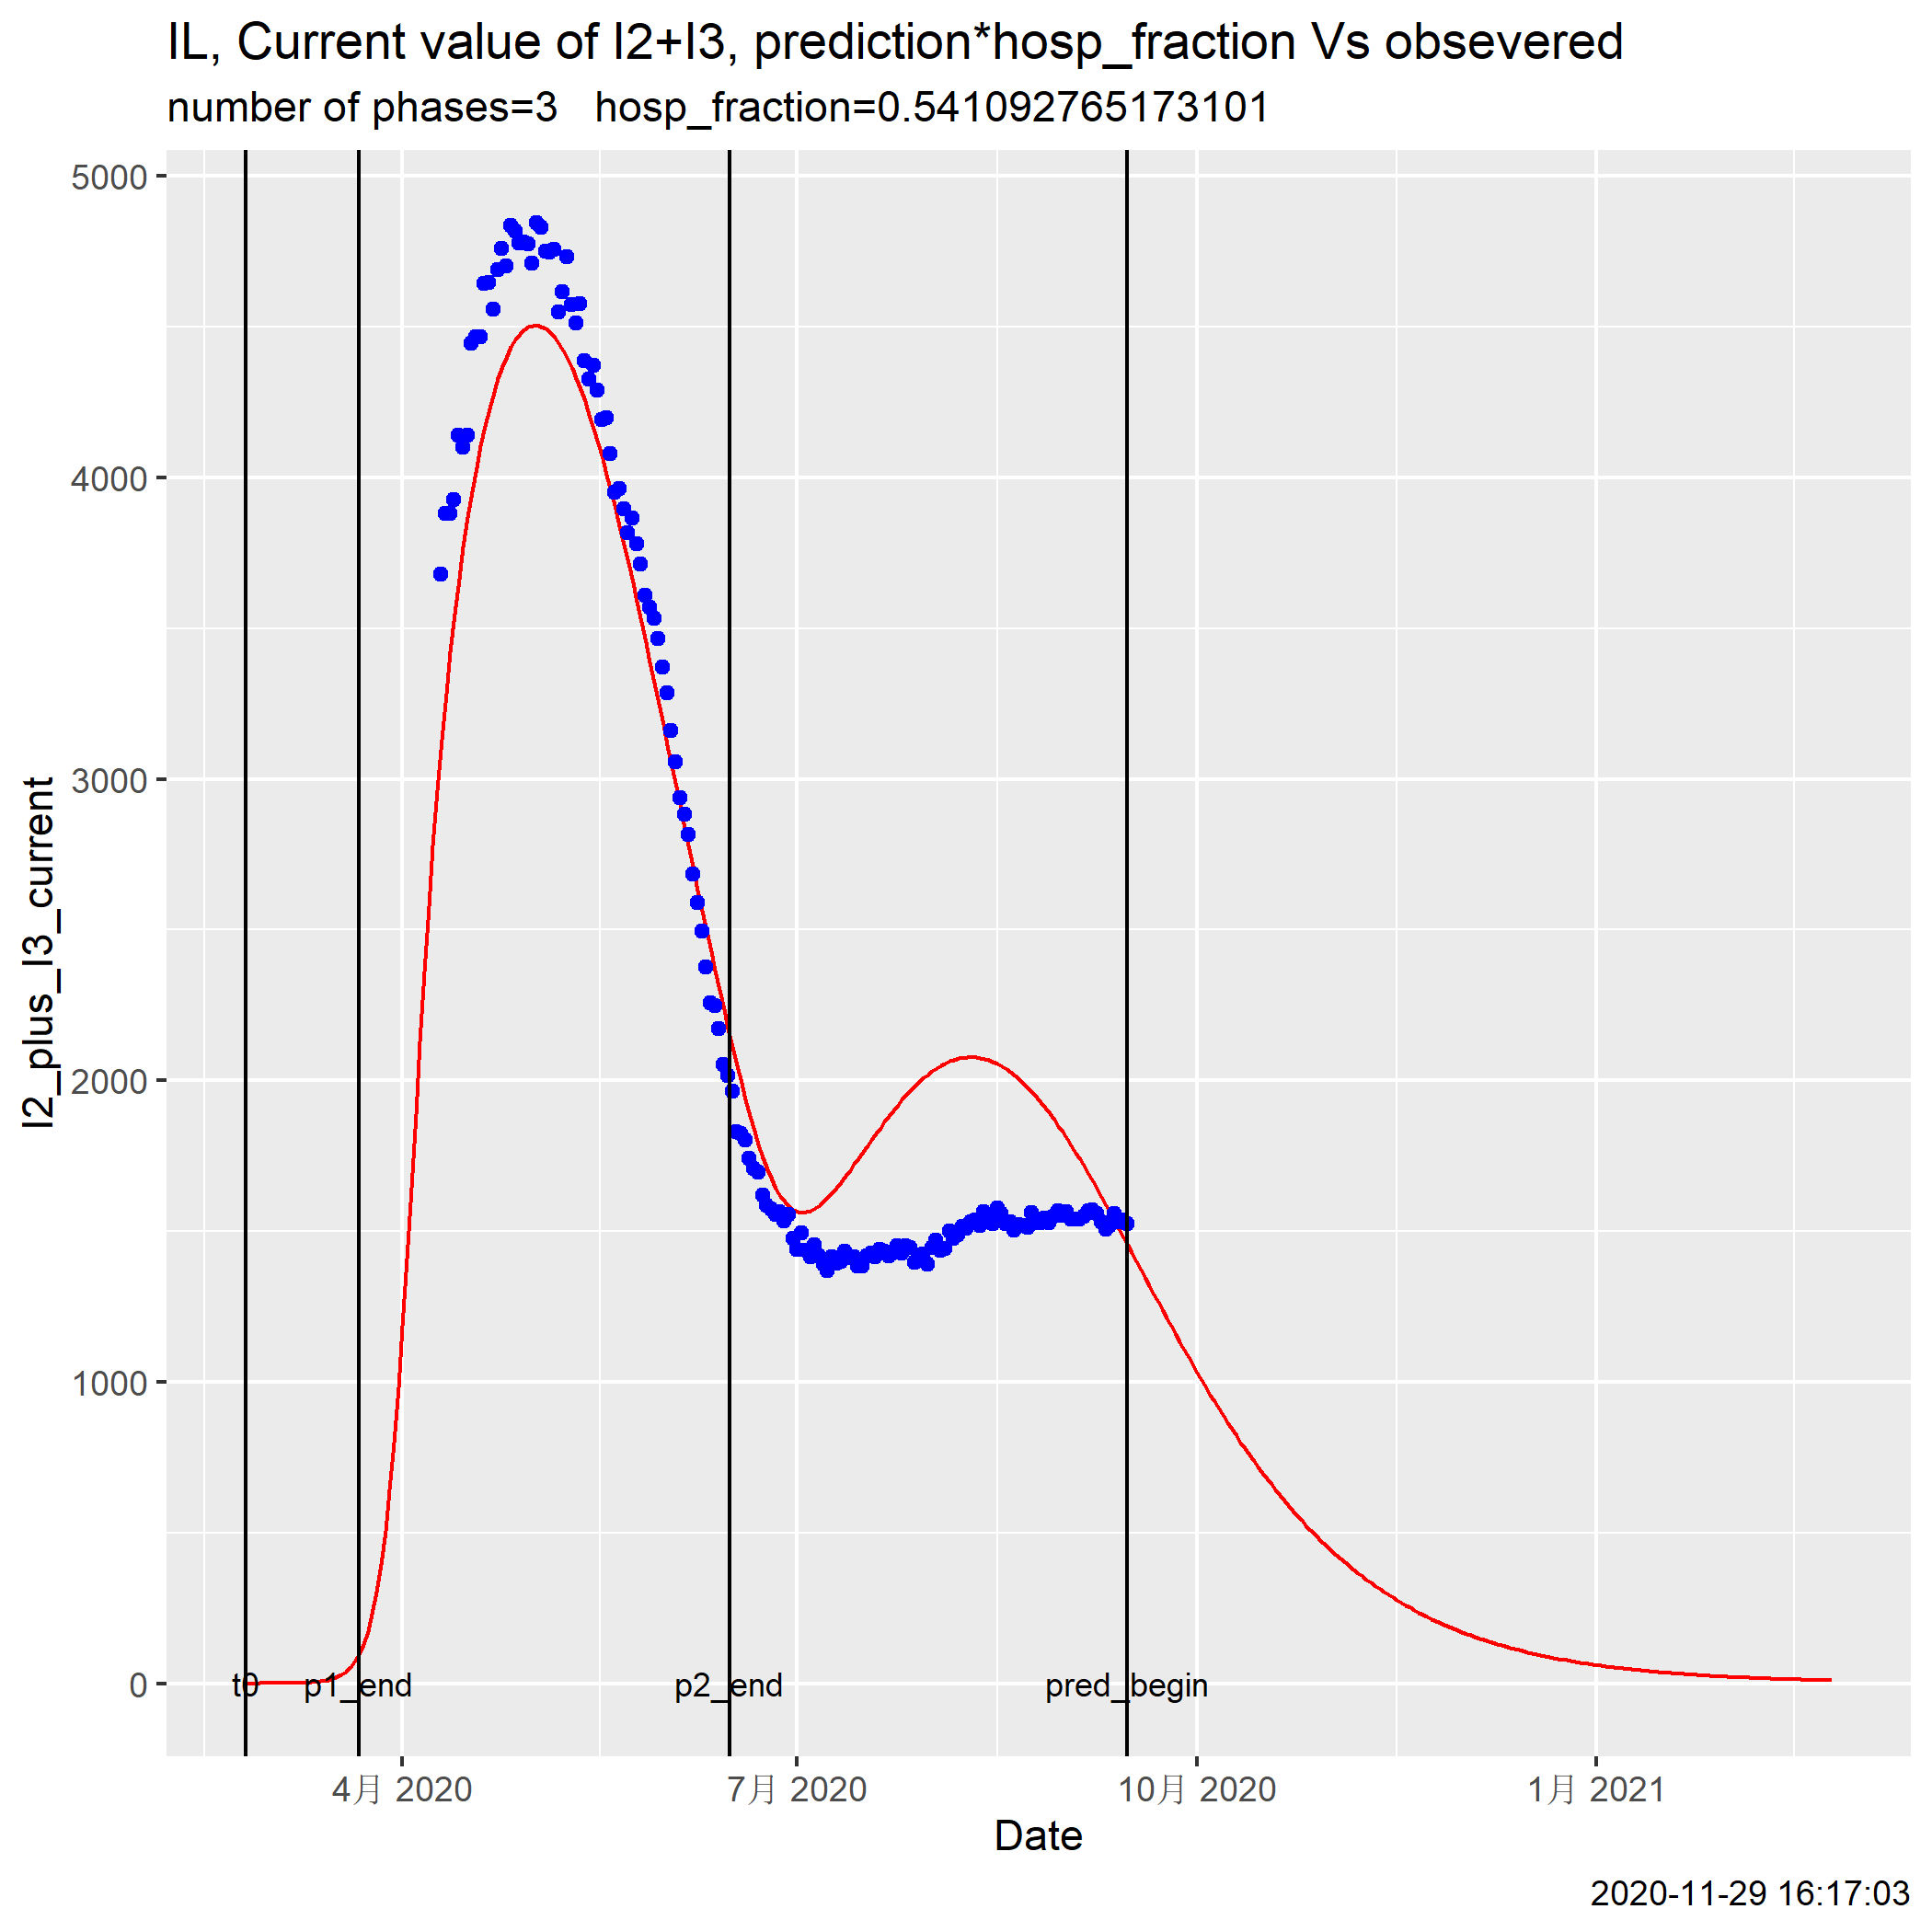 IL, Current value of I2+I3, prediction*hosp_fraction Vs obsevered
number of phases=3 hosp_fraction=0.541092765173101
I2_plus_I3_current
5000
4000
3000
2000
1000
0
t0
p1_end
p2_end
pred_begin
4月 2020
7月 2020
10月 2020
1月 2021
Date
2020-11-29 16:17:03